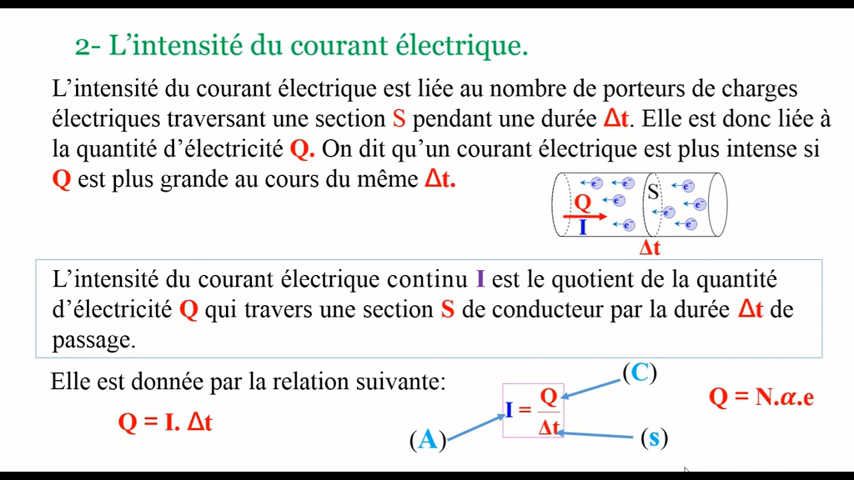 2- L'intensité du courant électrique.
L'intensité du courant électrique est liée au nombre de porteurs de charges
électriques traversant une section S pendant une durée Δt. Elle est donc liée à
la quantité d'électricité Q. On dit qu'un courant électrique est plus intense si
Q est plus grande au cours du même Δt.
e⁻ e⁻ e⁻ e⁻ e⁻ e⁻ e⁻ e⁻
S
Q
I
Δt
L'intensité du courant électrique continu I est le quotient de la quantité
d'électricité Q qui travers une section S de conducteur par la durée Δt de
passage.
Elle est donnée par la relation suivante:
(C)
Q = I. Δt
I = Q/Δt
Q = N.α.e
(A)
(s)